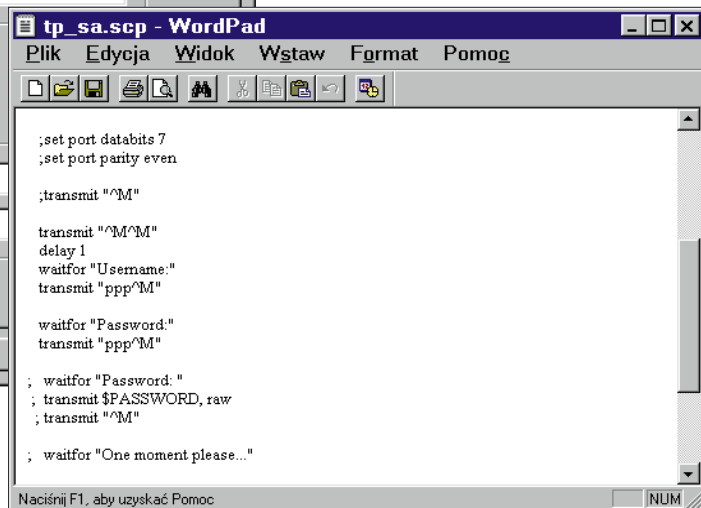 tp_sa.scp - WordPad
Plik Edycja Widok Wstaw Format Pomoc
;set port databits 7
;set port parity even
;transmit "^M"
transmit "^M^M"
delay 1
waitfor "Username:"
transmit "ppp^M"
waitfor "Password:"
transmit "ppp^M"
; waitfor "Password: "
; transmit $PASSWORD, raw
; transmit "^M"
; waitfor "One moment please..."
Naciśnij F1, aby uzyskać Pomoc NUM